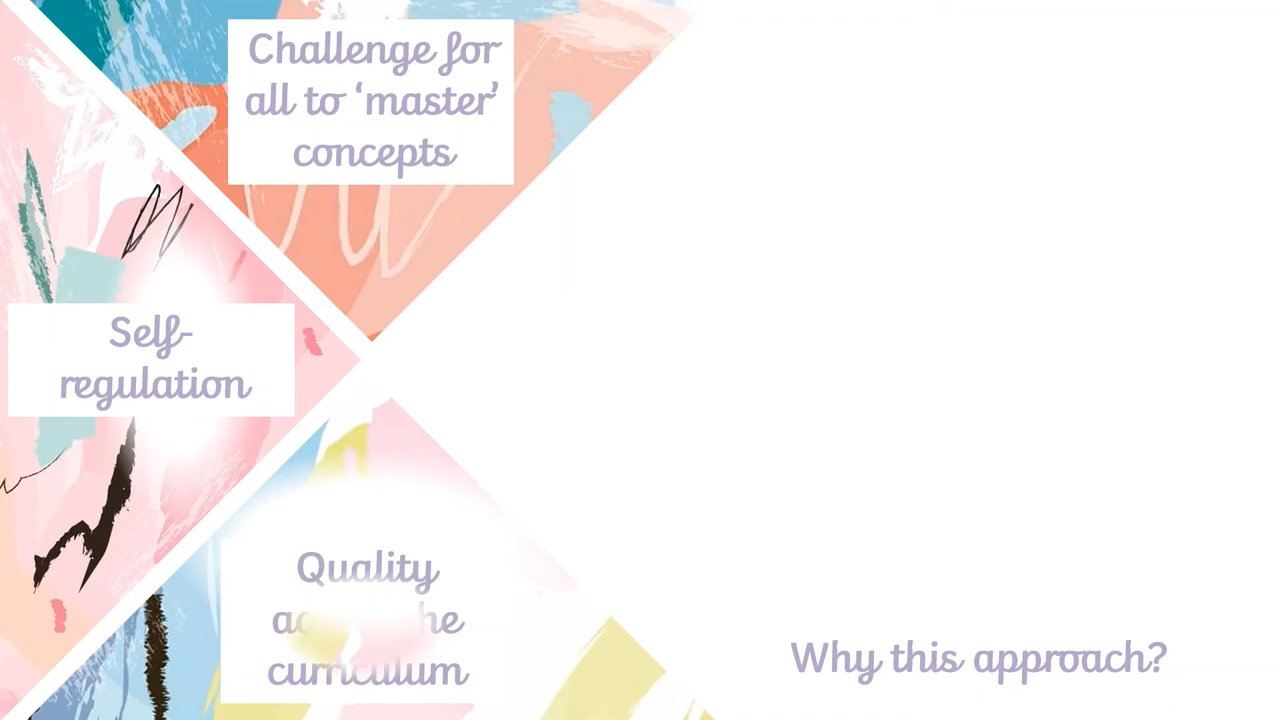 Challenge for
all to ‘master’
concepts
Self-
regulation
Quality
curriculum
Why this approach?